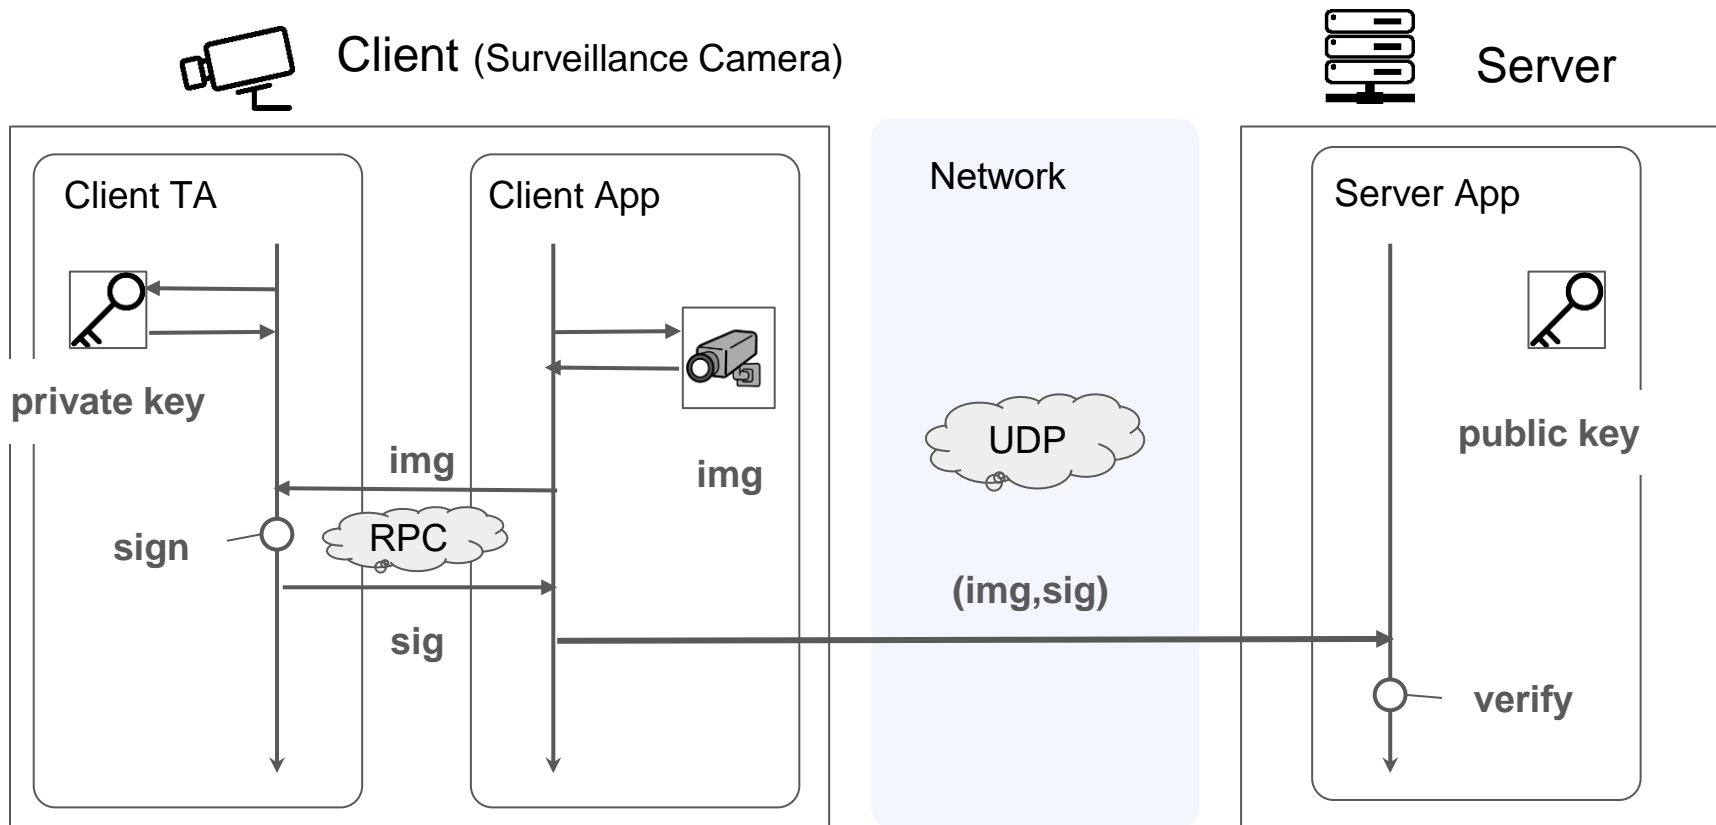 Client (Surveillance Camera)
Server
Client TA
Client App
Network
Server App
private key
img
img
UDP
public key
sign
RPC
sig
(img,sig)
verify